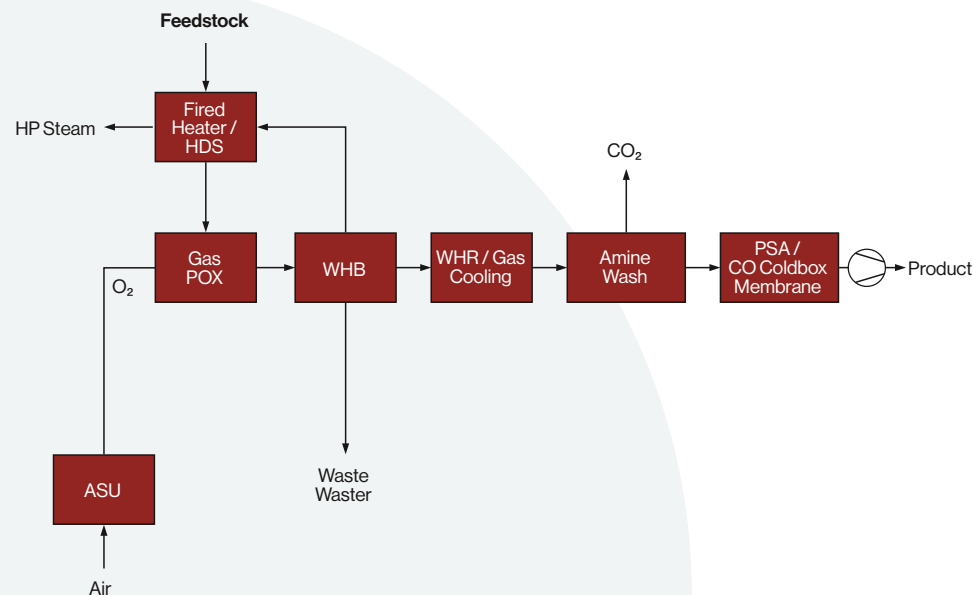 Feedstock
Fired
Heater /
HDS
HP Steam
CO₂
Gas
POX
WHB
WHR / Gas
Cooling
Amine
Wash
PSA /
CO Coldbox
Membrane
Product
O₂
ASU
Waste
Waster
Air